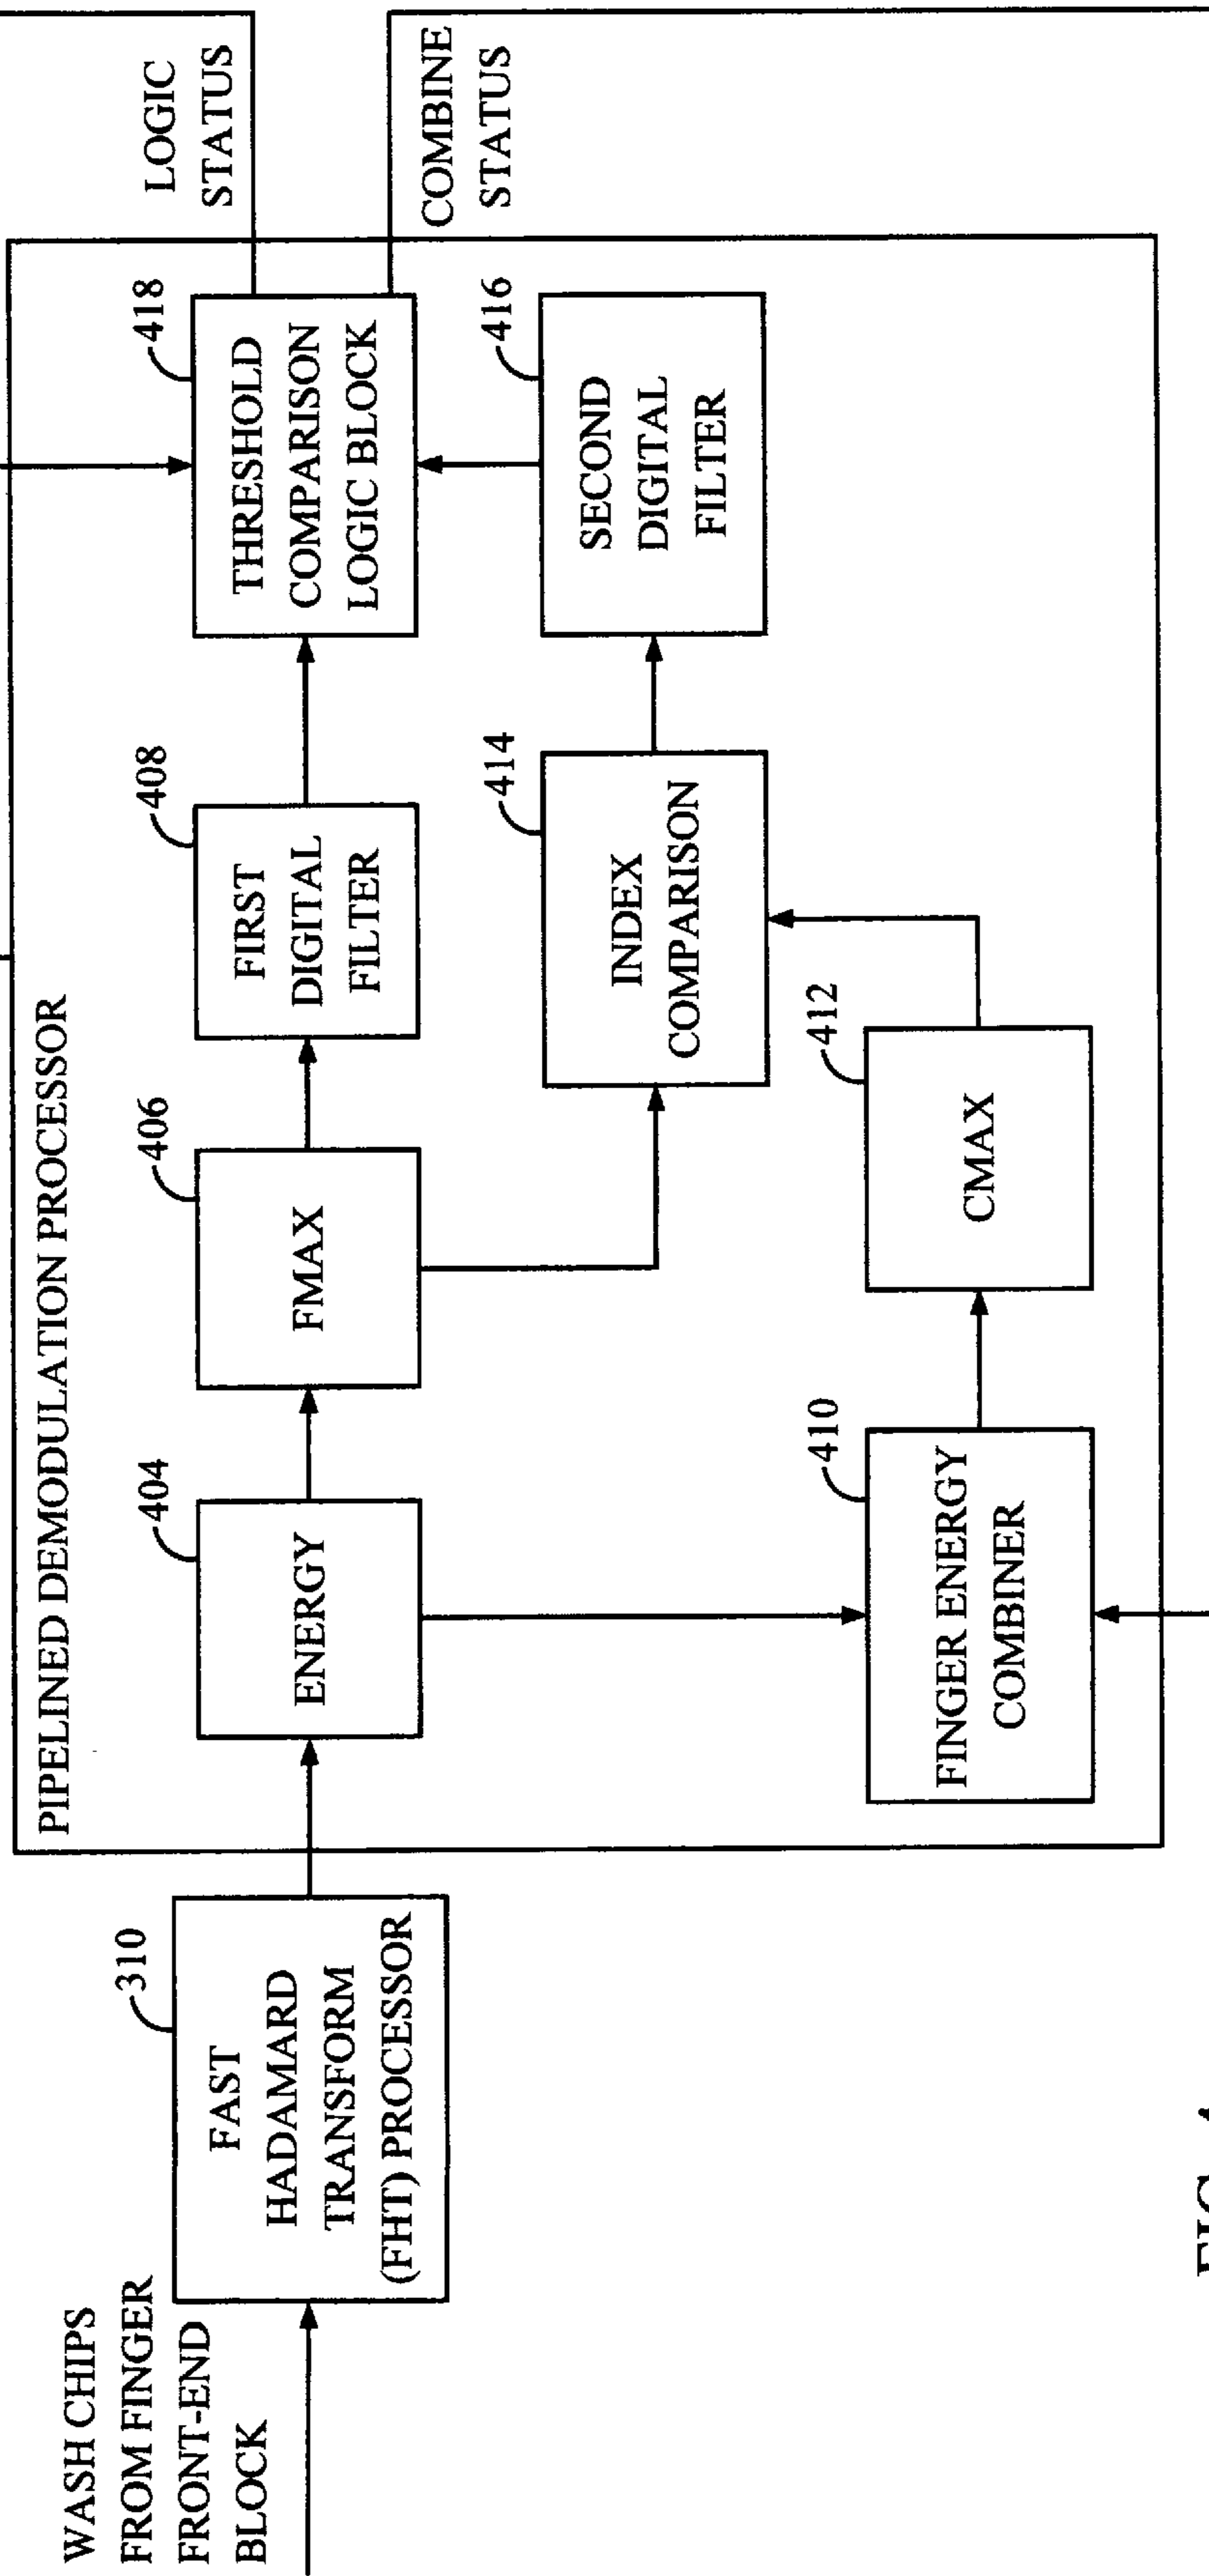 WASH CHIPS
FROM FINGER
FRONT-END
BLOCK
310
FAST
HADAMARD
TRANSFORM
(FHT) PROCESSOR
PIPELINED DEMODULATION PROCESSOR
404
ENERGY
406
FMAX
408
FIRST
DIGITAL
FILTER
418
THRESHOLD
COMPARISON
LOGIC BLOCK
LOGIC
STATUS
COMBINE
STATUS
414
INDEX
COMPARISON
416
SECOND
DIGITAL
FILTER
410
FINGER ENERGY
COMBINER
412
CMAX